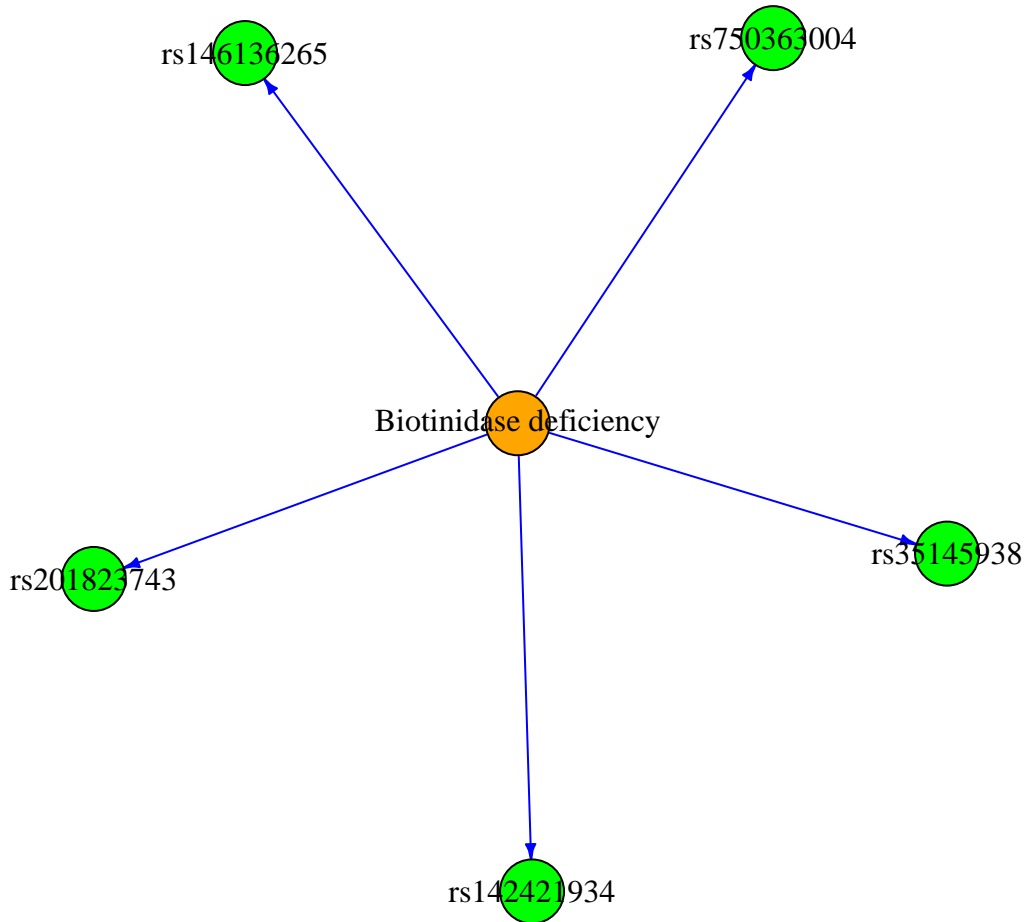 rs750363004
rs146136265
Biotinidase deficiency
rs35145938
rs201823743
rs142421934